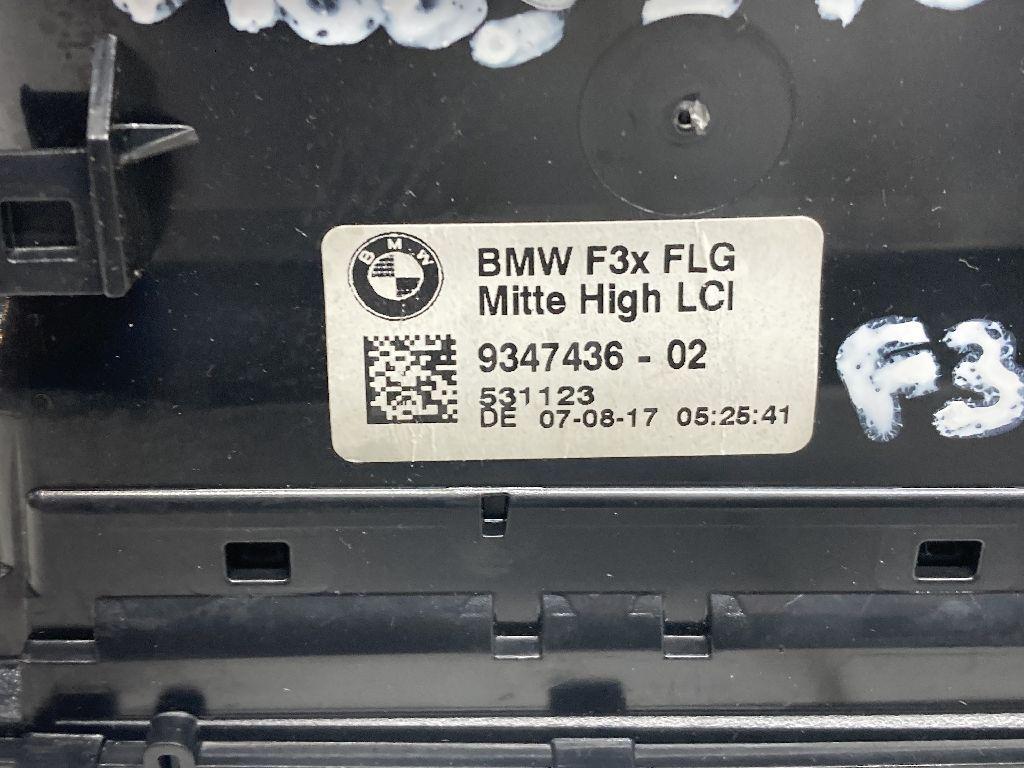 BMW
BMW F3x FLG
Mitte High LCI
9347436 - 02
531123
DE 07-08-17 05:25:41
F3